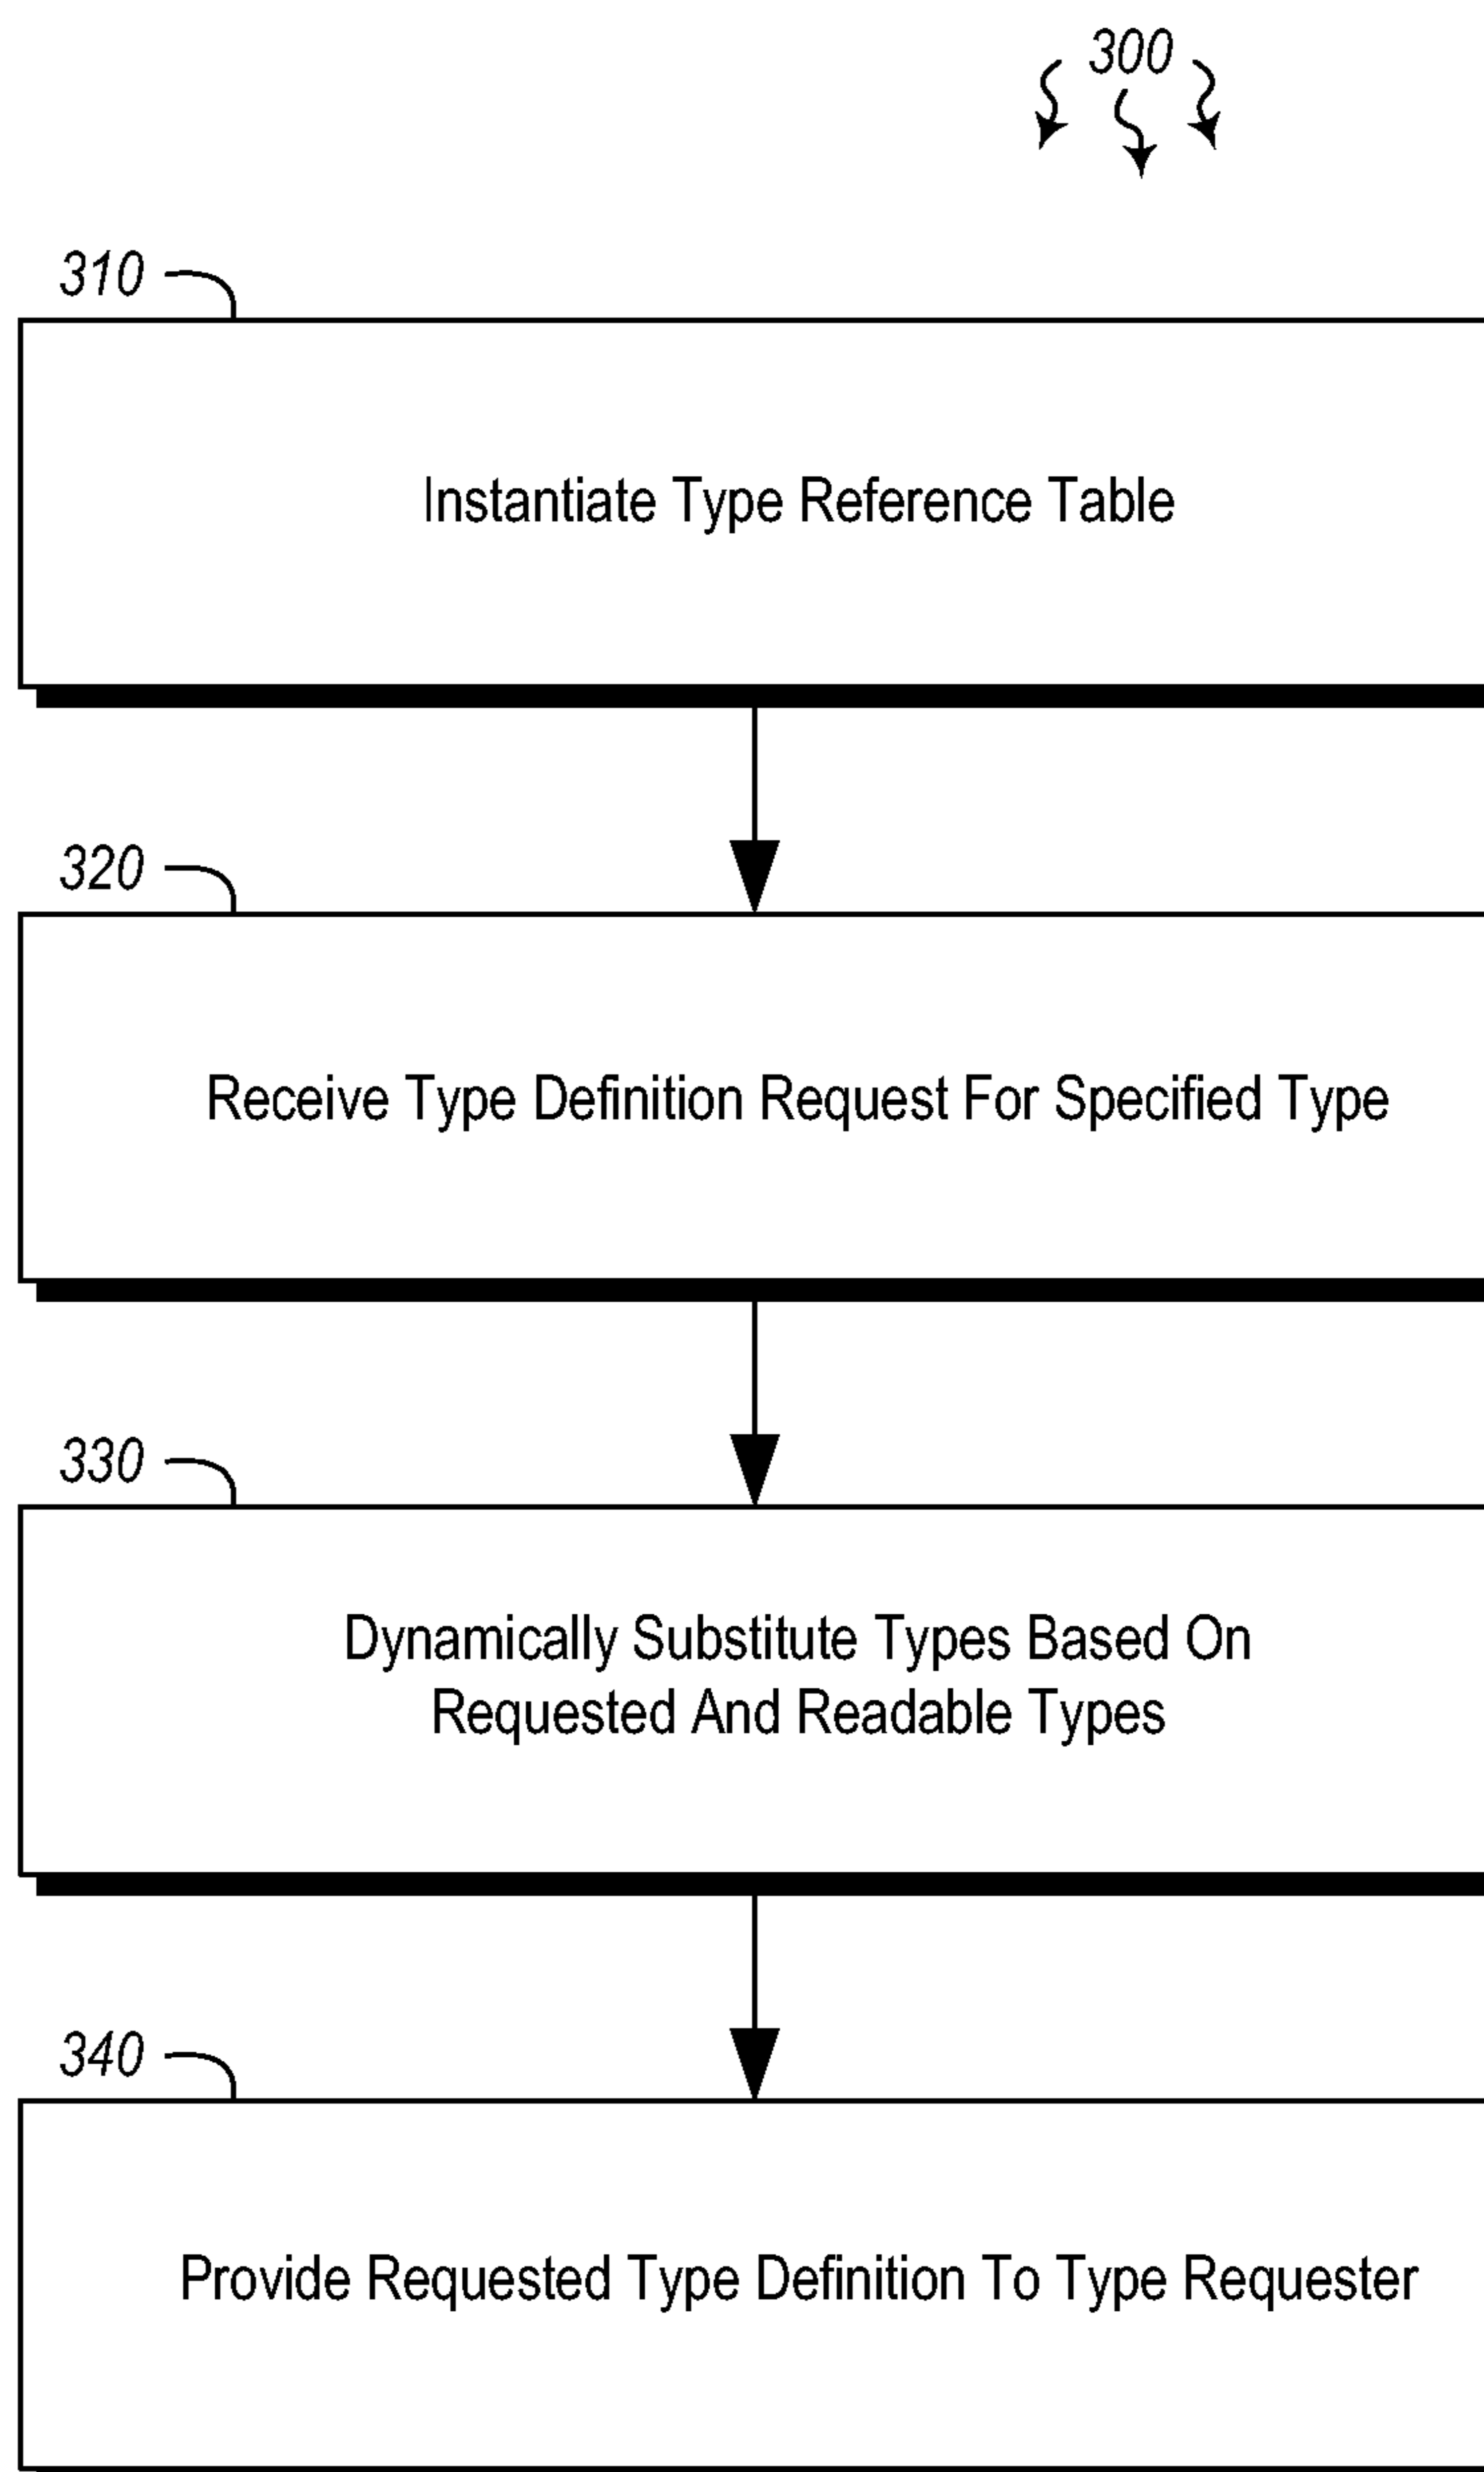 300
310
Instantiate Type Reference Table
320
Receive Type Definition Request For Specified Type
330
Dynamically Substitute Types Based On
Requested And Readable Types
340
Provide Requested Type Definition To Type Requester